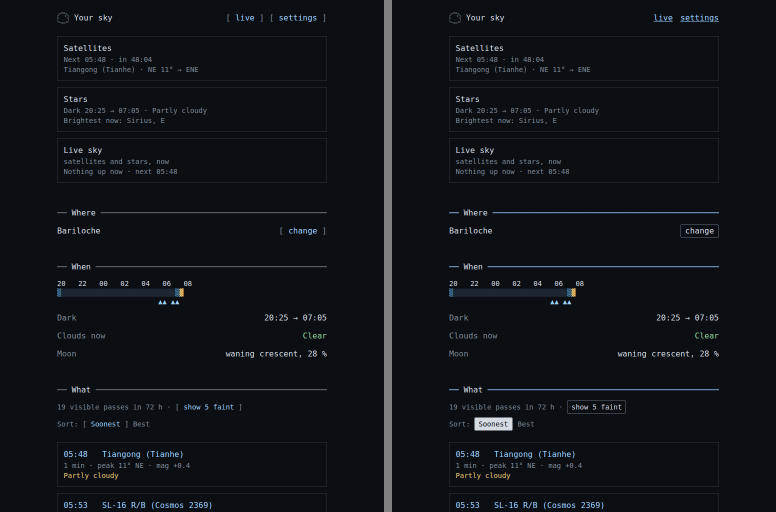 Your sky [ live ] [ settings ]
Satellites
Next 05:48 · in 48:04
Tiangong (Tianhe) · NE 11° → ENE
Stars
Dark 20:25 → 07:05 · Partly cloudy
Brightest now: Sirius, E
Live sky
satellites and stars, now
Nothing up now · next 05:48
Where
Bariloche [ change ]
When
20 22 00 02 04 06 08
Dark 20:25 → 07:05
Clouds now Clear
Moon waning crescent, 28 %
What
19 visible passes in 72 h · [ show 5 faint ]
Sort: [ Soonest ] Best
05:48 Tiangong (Tianhe)
1 min · peak 11° NE · mag +0.4
Partly cloudy
05:53 SL-16 R/B (Cosmos 2369)
Your sky live settings
Satellites
Next 05:48 · in 48:04
Tiangong (Tianhe) · NE 11° → ENE
Stars
Dark 20:25 → 07:05 · Partly cloudy
Brightest now: Sirius, E
Live sky
satellites and stars, now
Nothing up now · next 05:48
Where
Bariloche change
When
20 22 00 02 04 06 08
Dark 20:25 → 07:05
Clouds now Clear
Moon waning crescent, 28 %
What
19 visible passes in 72 h · show 5 faint
Sort: Soonest Best
05:48 Tiangong (Tianhe)
1 min · peak 11° NE · mag +0.4
Partly cloudy
05:53 SL-16 R/B (Cosmos 2369)